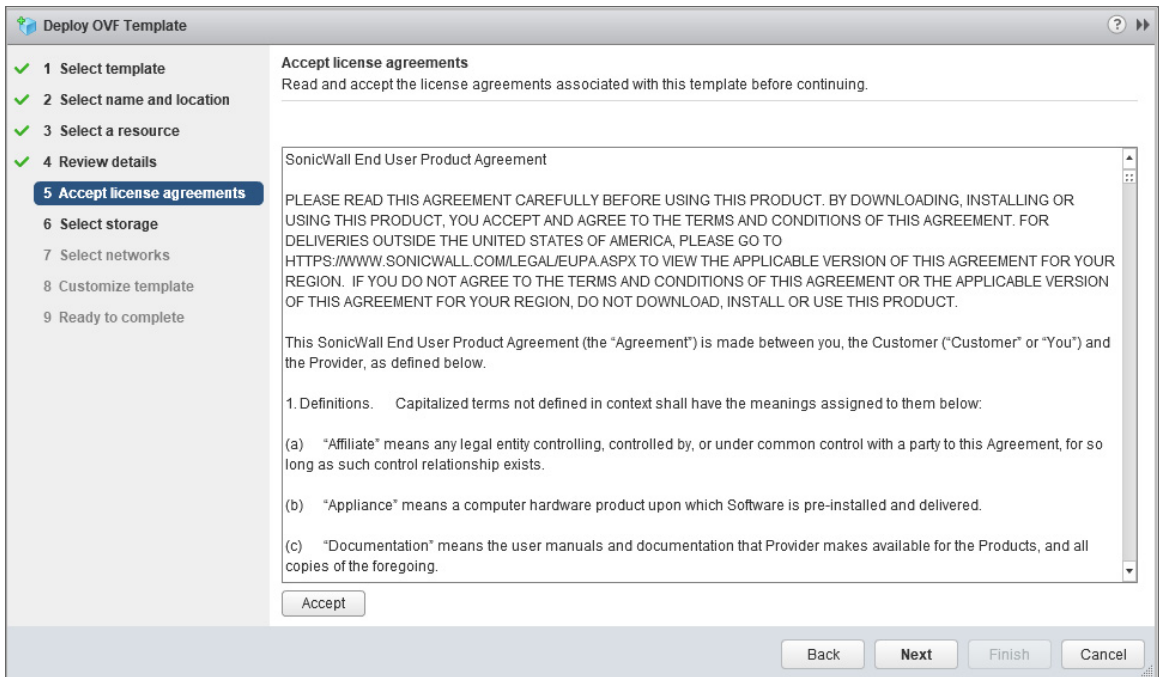 Deploy OVF Template
1 Select template
2 Select name and location
3 Select a resource
4 Review details
5 Accept license agreements
6 Select storage
7 Select networks
8 Customize template
9 Ready to complete
Accept license agreements
Read and accept the license agreements associated with this template before continuing.
SonicWall End User Product Agreement
PLEASE READ THIS AGREEMENT CAREFULLY BEFORE USING THIS PRODUCT. BY DOWNLOADING, INSTALLING OR
USING THIS PRODUCT, YOU ACCEPT AND AGREE TO THE TERMS AND CONDITIONS OF THIS AGREEMENT. FOR
DELIVERIES OUTSIDE THE UNITED STATES OF AMERICA, PLEASE GO TO
HTTPS://WWW.SONICWALL.COM/LEGAL/EUPA.ASPX TO VIEW THE APPLICABLE VERSION OF THIS AGREEMENT FOR YOUR
REGION.  IF YOU DO NOT AGREE TO THE TERMS AND CONDITIONS OF THIS AGREEMENT OR THE APPLICABLE VERSION
OF THIS AGREEMENT FOR YOUR REGION, DO NOT DOWNLOAD, INSTALL OR USE THIS PRODUCT.
This SonicWall End User Product Agreement (the “Agreement”) is made between you, the Customer (“Customer” or “You”) and
the Provider, as defined below.
1. Definitions.     Capitalized terms not defined in context shall have the meanings assigned to them below:
(a)     “Affiliate” means any legal entity controlling, controlled by, or under common control with a party to this Agreement, for so
long as such control relationship exists.
(b)     “Appliance” means a computer hardware product upon which Software is pre-installed and delivered.
(c)     “Documentation” means the user manuals and documentation that Provider makes available for the Products, and all
copies of the foregoing.
Accept
Back
Next
Finish
Cancel